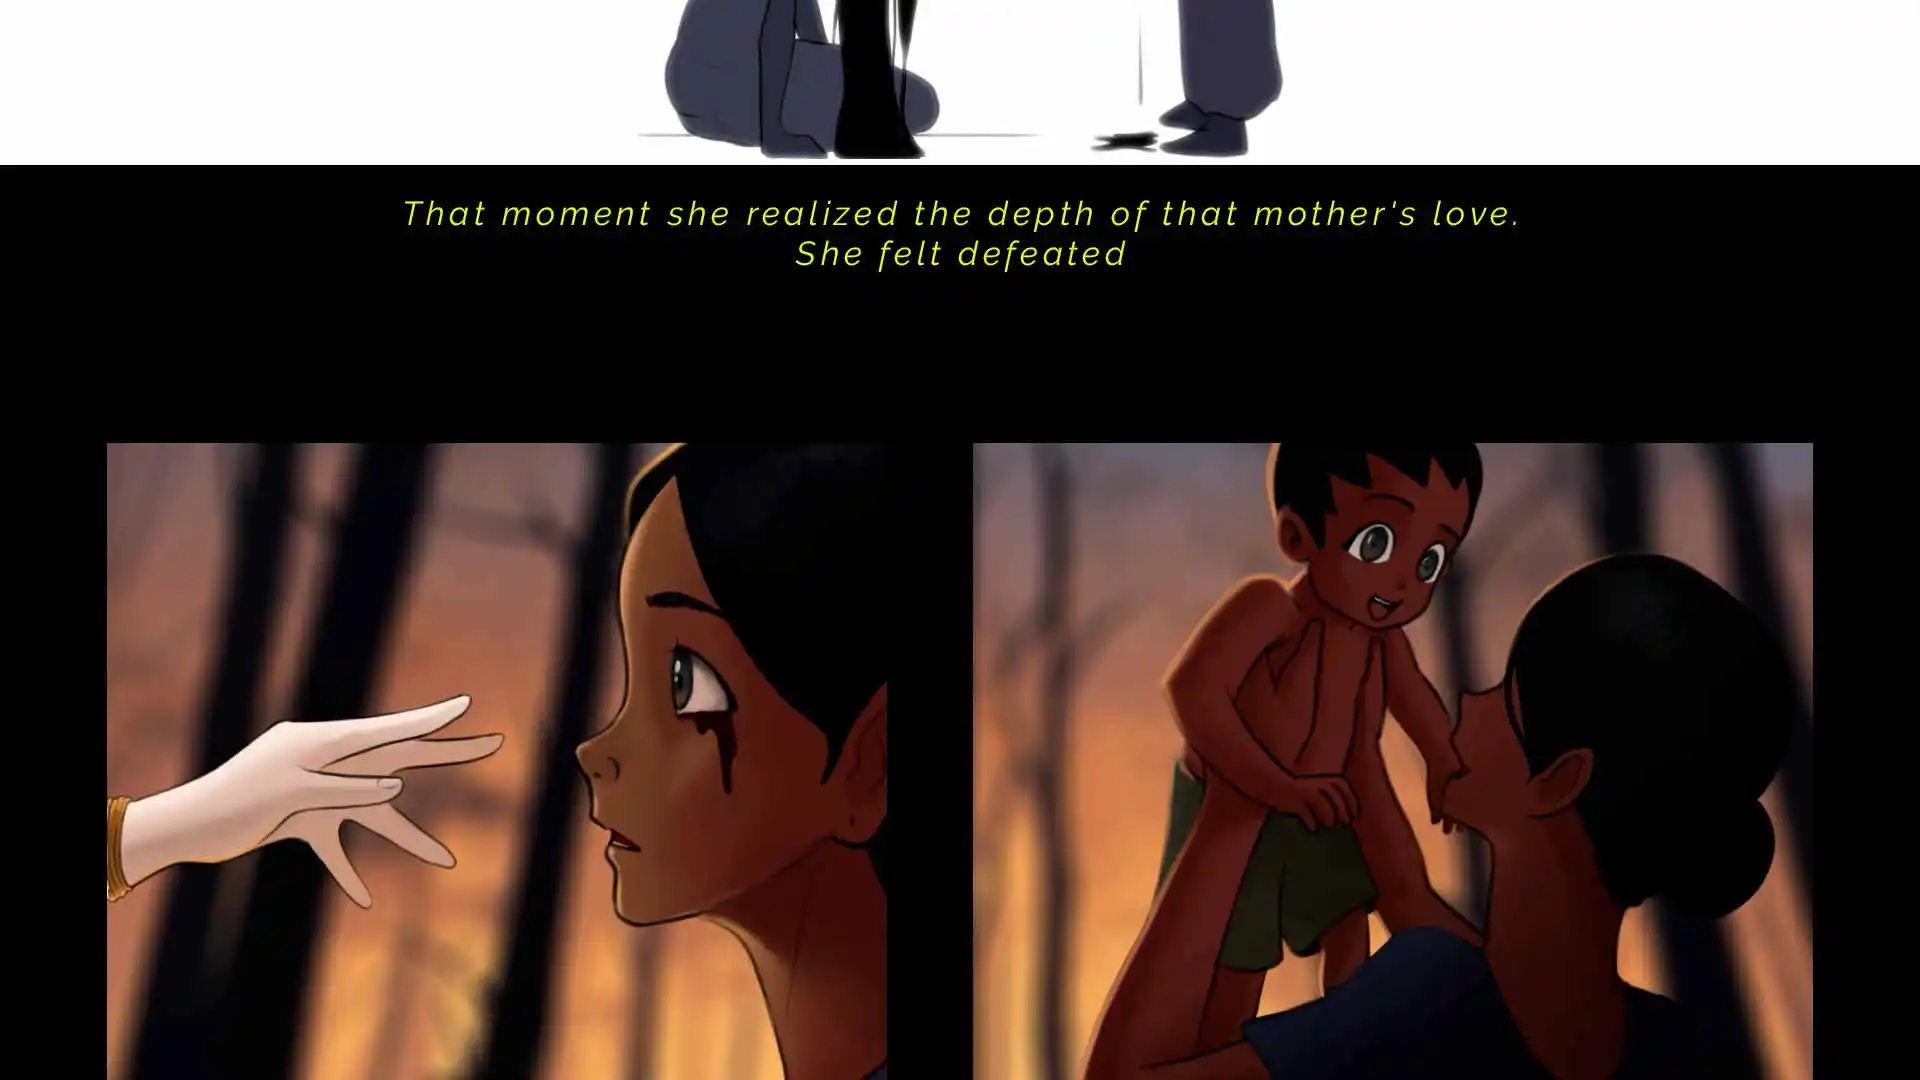 That moment she realized the depth of that mother's love.
She felt defeated